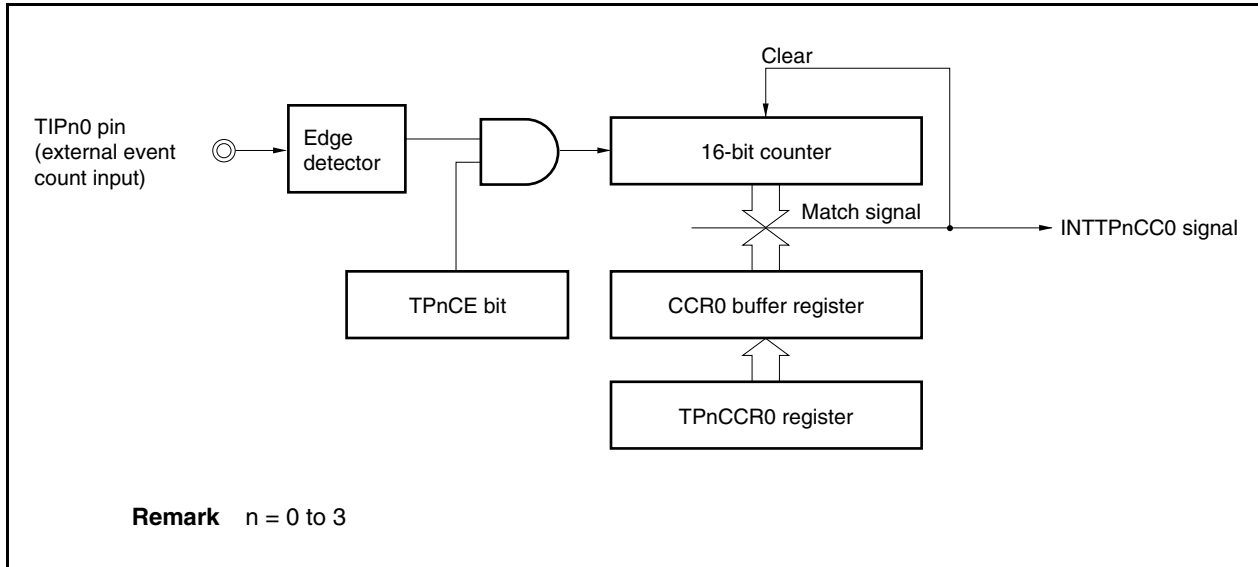 Clear
TIPn0 pin
(external event
count input)
Edge
detector
16-bit counter
Match signal
INTTPnCC0 signal
TPnCE bit
CCR0 buffer register
TPnCCR0 register
Remark n = 0 to 3